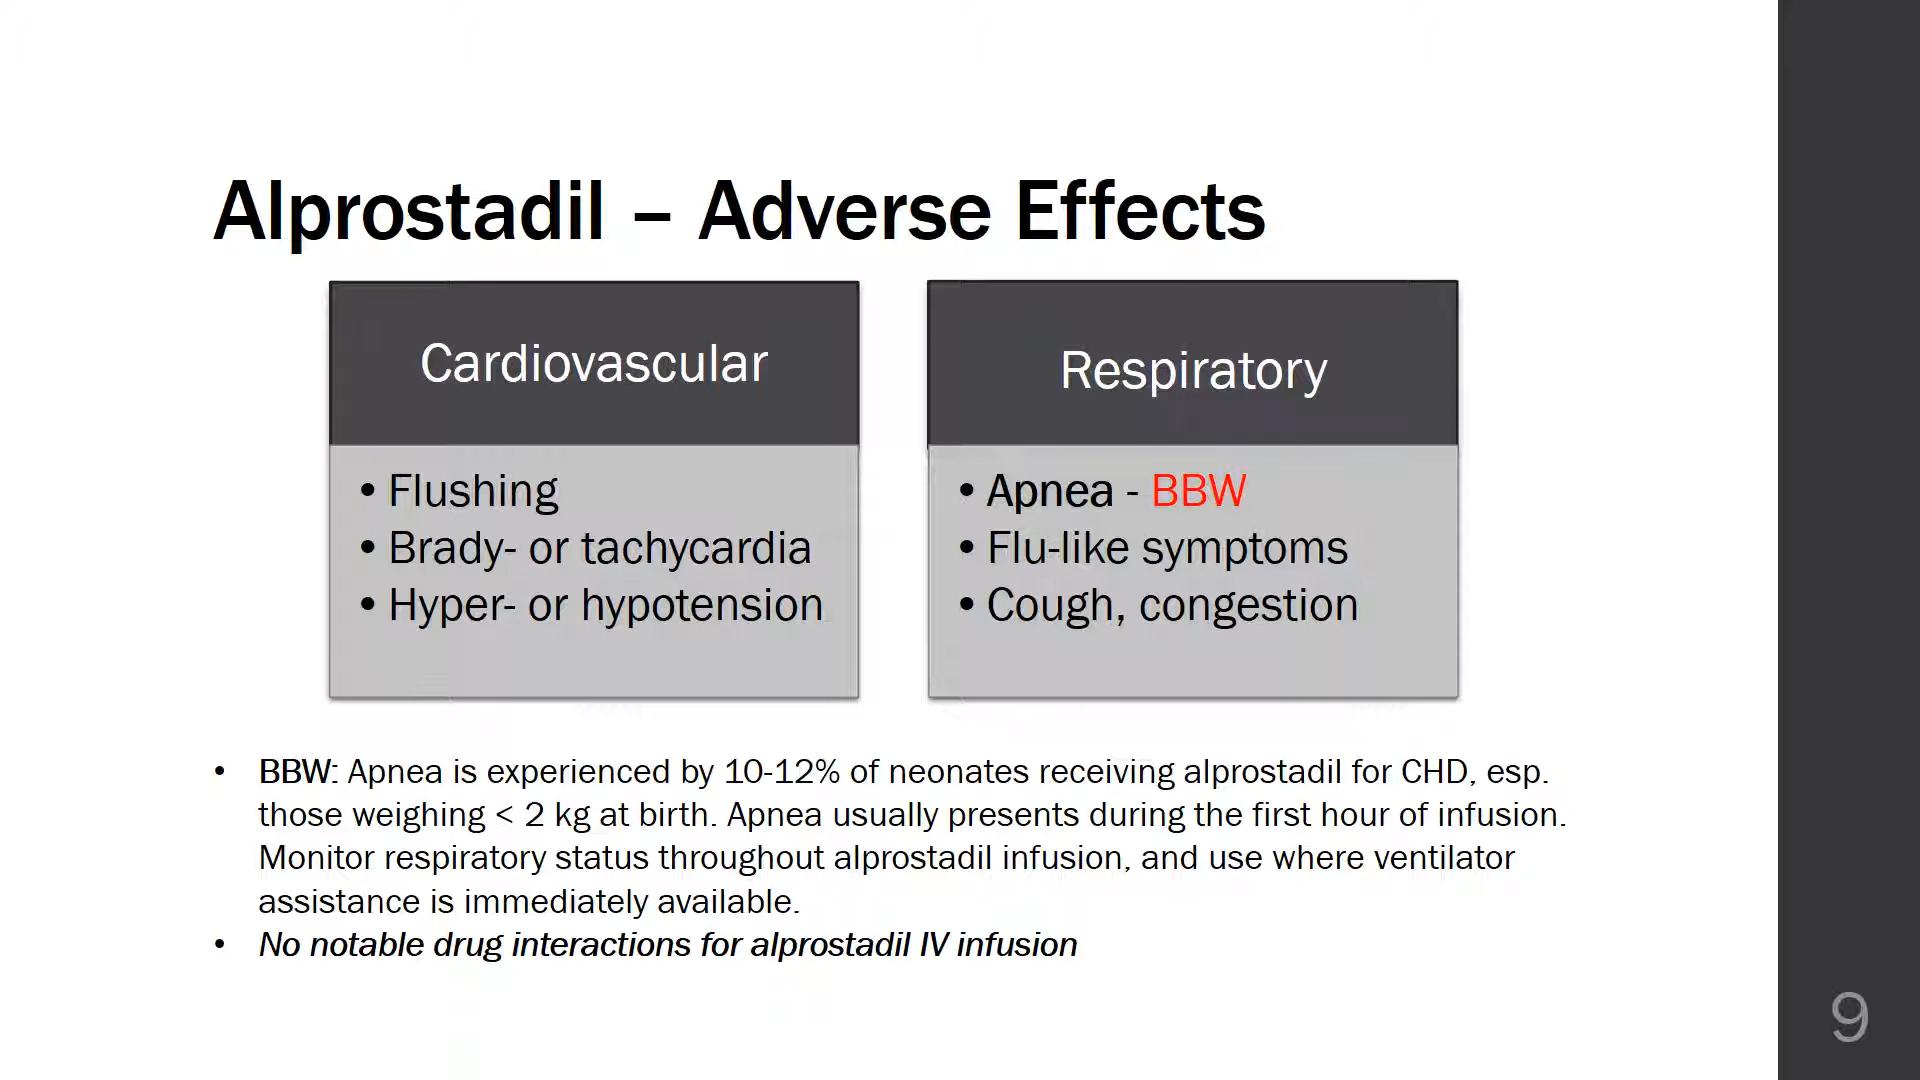 Alprostadil – Adverse Effects
Cardiovascular
• Flushing
• Brady- or tachycardia
• Hyper- or hypotension
Respiratory
• Apnea - BBW
• Flu-like symptoms
• Cough, congestion
• BBW: Apnea is experienced by 10-12% of neonates receiving alprostadil for CHD, esp.
those weighing < 2 kg at birth. Apnea usually presents during the first hour of infusion.
Monitor respiratory status throughout alprostadil infusion, and use where ventilator
assistance is immediately available.
• No notable drug interactions for alprostadil IV infusion
9